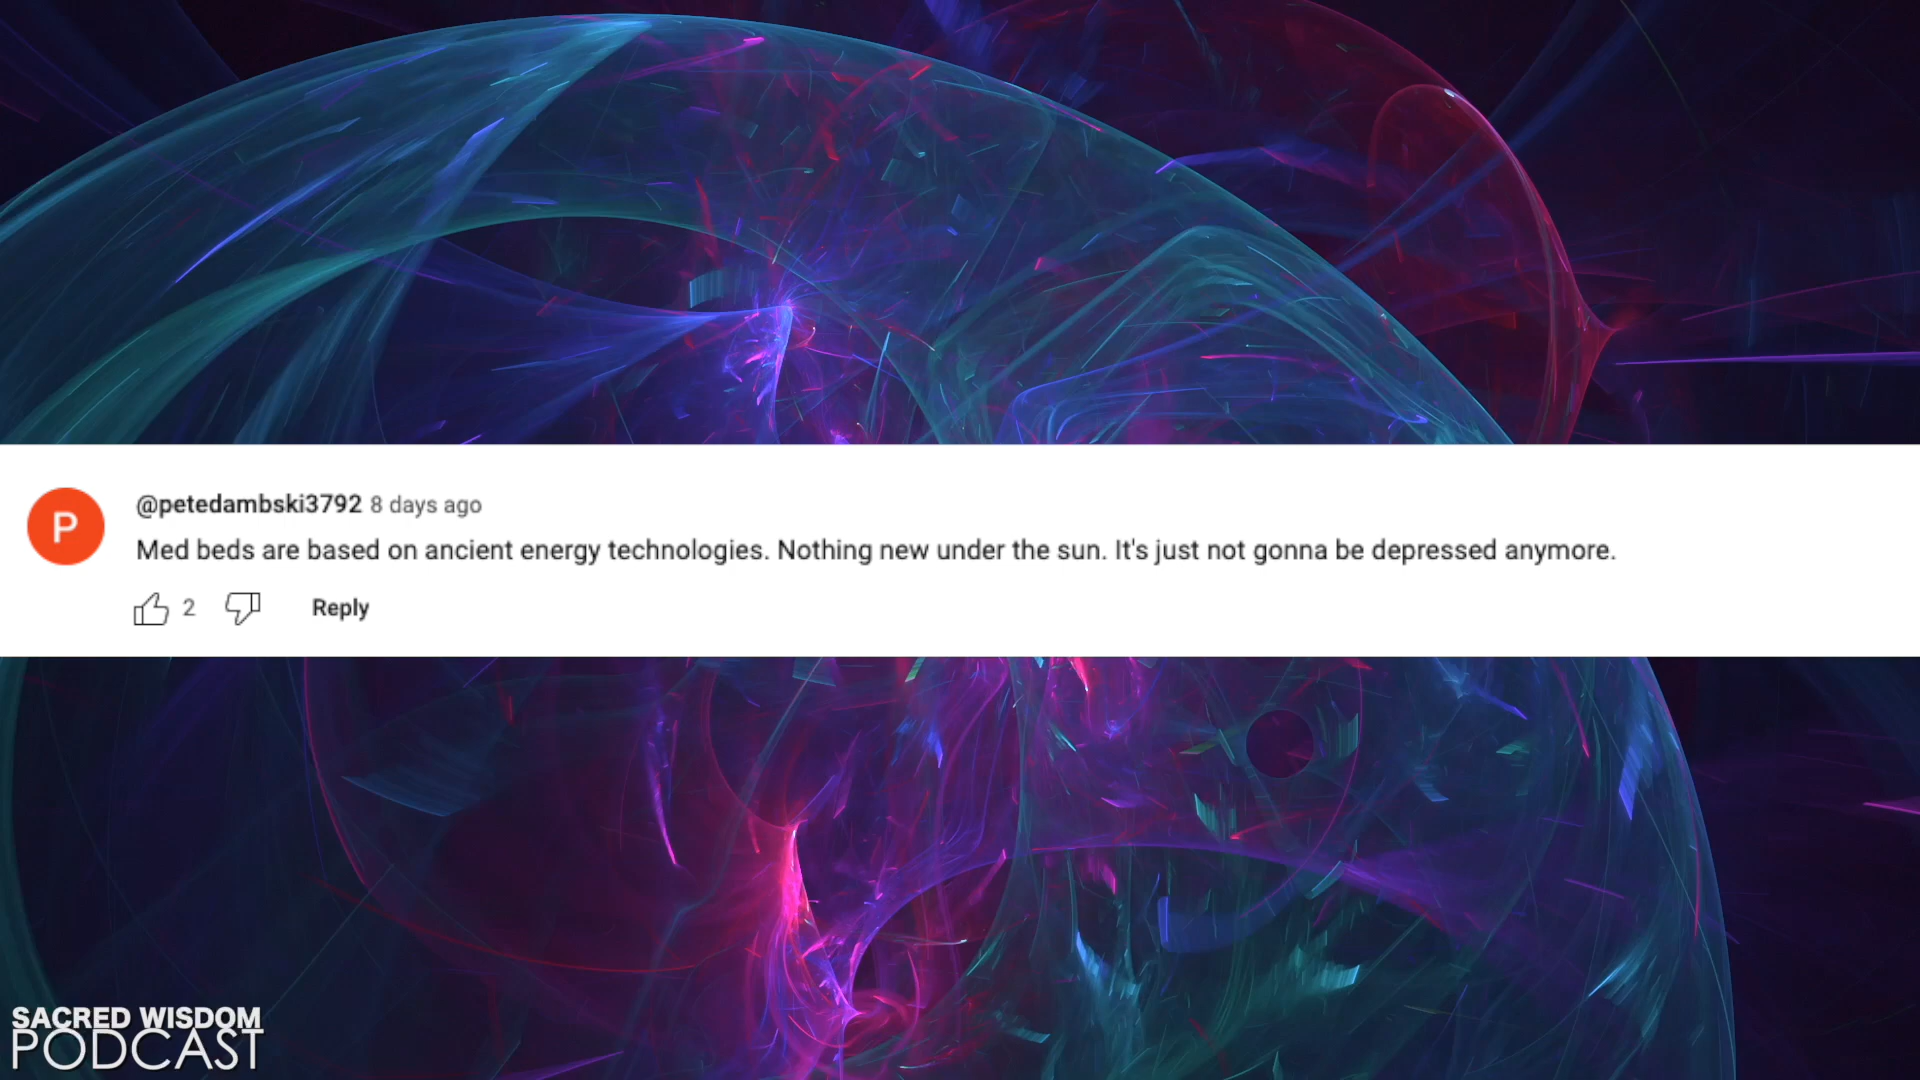 @petedambski3792 8 days ago
Med beds are based on ancient energy technologies. Nothing new under the sun. It's just not gonna be depressed anymore.
2 Reply
P
SACRED WISDOM
PODCAST